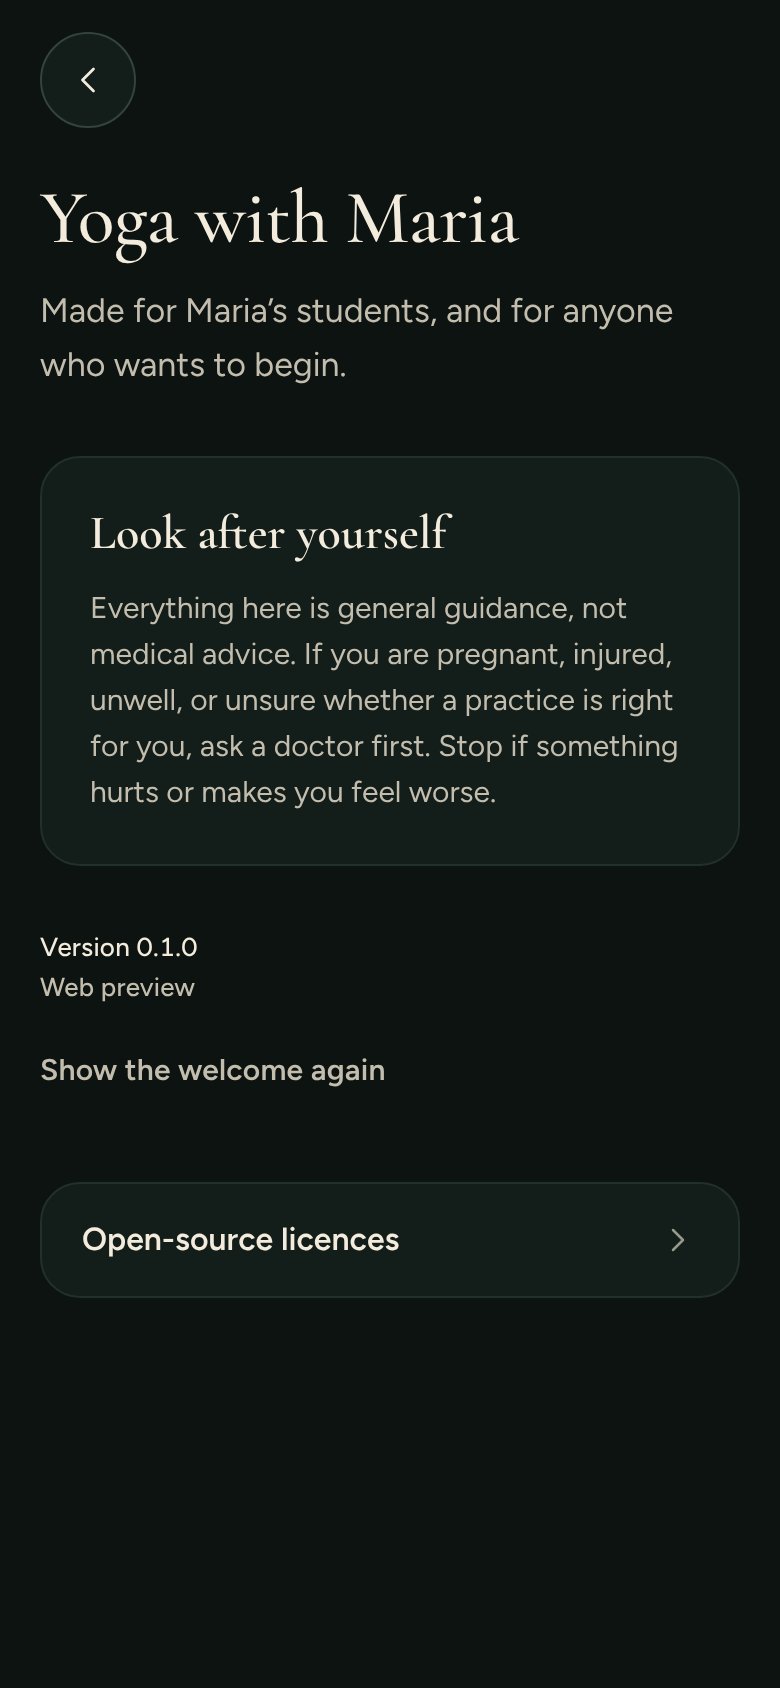 Yoga with Maria
Made for Maria’s students, and for anyone
who wants to begin.
Look after yourself
Everything here is general guidance, not
medical advice. If you are pregnant, injured,
unwell, or unsure whether a practice is right
for you, ask a doctor first. Stop if something
hurts or makes you feel worse.
Version 0.1.0
Web preview
Show the welcome again
Open-source licences